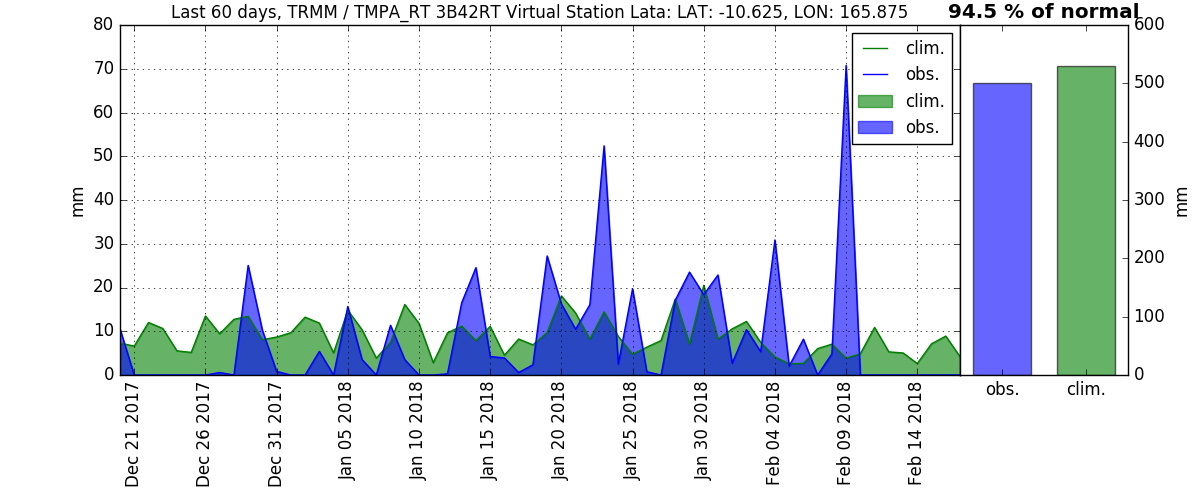 Last 60 days, TRMM / TMPA_RT 3B42RT Virtual Station Lata: LAT: -10.625, LON: 165.875
94.5 % of normal
80
70
60
50
40
30
20
10
0
mm
clim.
obs.
clim.
obs.
Dec 21 2017
Dec 26 2017
Dec 31 2017
Jan 05 2018
Jan 10 2018
Jan 15 2018
Jan 20 2018
Jan 25 2018
Jan 30 2018
Feb 04 2018
Feb 09 2018
Feb 14 2018
600
500
400
300
200
100
0
mm
obs.
clim.